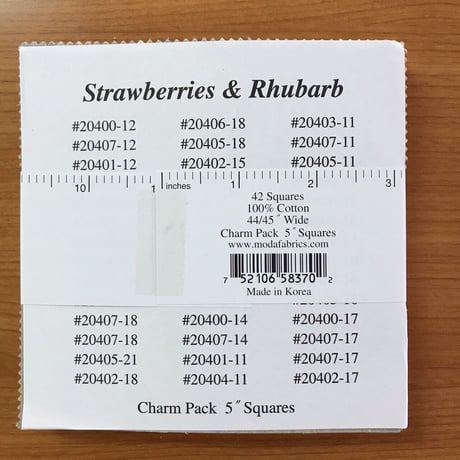 Strawberries & Rhubarb
#20400-12 #20406-18 #20403-11
#20407-12 #20405-18 #20407-11
#20401-12 #20402-15 #20405-11
10 1 inches 1 2 3
42 Squares
100% Cotton
44/45″ Wide
Charm Pack 5″ Squares
www.modafabrics.com
7 52106 58370 2
Made in Korea
#20407-18 #20400-14 #20400-17
#20407-18 #20407-14 #20407-17
#20405-21 #20401-11 #20407-17
#20402-18 #20404-11 #20402-17
Charm Pack 5″ Squares